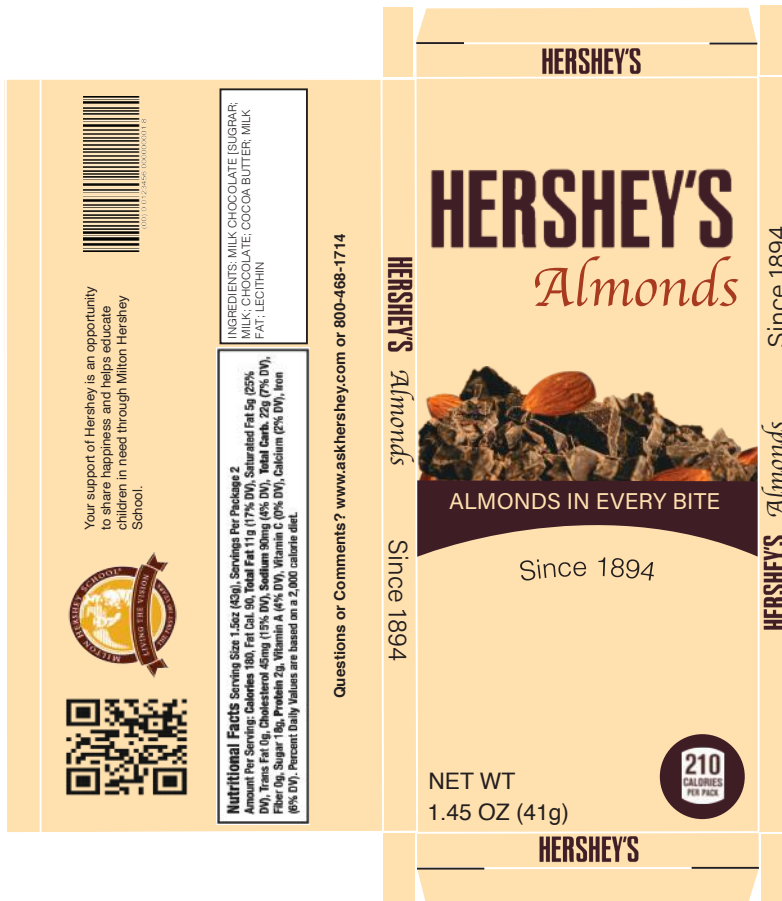 HERSHEY'S
HERSHEY'S
Almonds
ALMONDS IN EVERY BITE
Since 1894
NET WT
1.45 OZ (41g)
210
CALORIES
PER PACK
HERSHEY'S
HERSHEY'S Almonds Since 1894
HERSHEY'S Almonds Since 1894
Questions or Comments? www.askhershey.com or 800-468-1714
INGREDIENTS: MILK CHOCOLATE [SUGRAR;
MILK; CHOCOLATE; COCOA BUTTER; MILK
FAT; LECITHIN
Nutritional Facts Serving Size 1.5oz (43g), Servings Per Package 2
Amount Per Serving: Calories 180, Fat Cal. 90, Total Fat 11g (17% DV), Saturated Fat 5g (25%
DV), Trans Fat 0g, Cholesterol 45mg (15% DV), Sodium 90mg (4% DV), Total Carb. 22g (7% DV),
Fiber 0g, Sugar 18g, Protein 2g, Vitamin A (4% DV), Vitamin C (0% DV), Calcium (2% DV), Iron
(6% DV). Percent Daily Values are based on a 2,000 calorie diet.
Your support of Hershey is an opportunity
to share happiness and helps educate
children in need through Milton Hershey
School.
MILTON HERSHEY SCHOOL
LIVING THE VISION